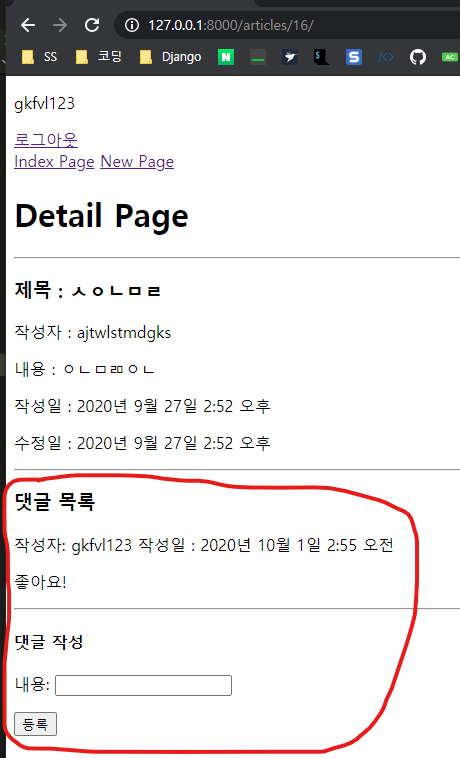 127.0.0.1:8000/articles/16/
SS 코딩 Django N $_ S </> AC
gkfvl123
로그아웃
Index Page New Page
Detail Page
제목 : ㅅㅇㄴㅁㄹ
작성자 : ajtwlstmdgks
내용 : ㅇㄴㅁㄻㅇㄴ
작성일 : 2020년 9월 27일 2:52 오후
수정일 : 2020년 9월 27일 2:52 오후
댓글 목록
작성자: gkfvl123 작성일 : 2020년 10월 1일 2:55 오전
좋아요!
댓글 작성
내용:
등록